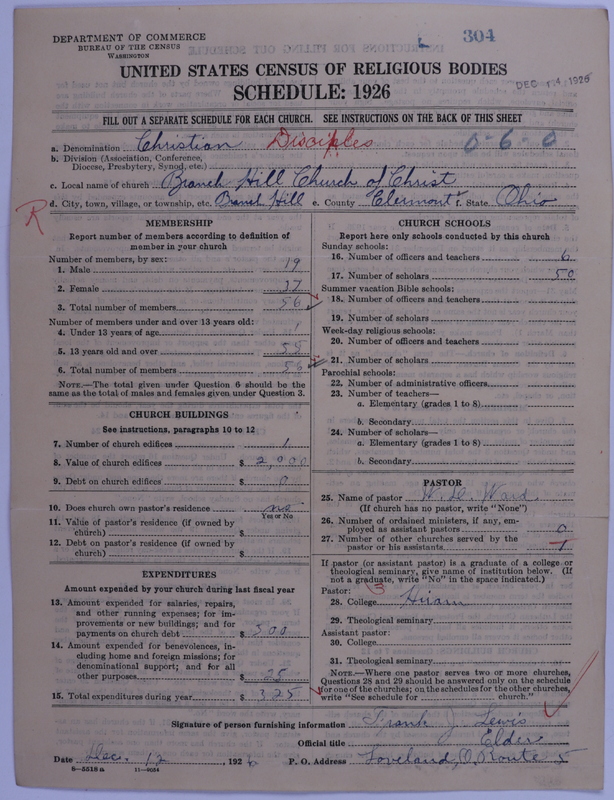 304
DEPARTMENT OF COMMERCE
BUREAU OF THE CENSUS
WASHINGTON
UNITED STATES CENSUS OF RELIGIOUS BODIES
DEC 14 1926
SCHEDULE: 1926
FILL OUT A SEPARATE SCHEDULE FOR EACH CHURCH. SEE INSTRUCTIONS ON THE BACK OF THIS SHEET
a. Denomination Christian Disciples 0-6-0
b. Division (Association, Conference,
Diocese, Presbytery, Synod, etc.)
c. Local name of church Branch Hill Church of Christ
R d. City, town, village, or township, etc. Branch Hill e. County Clermont f. State Ohio
MEMBERSHIP
Report number of members according to definition of
member in your church
Number of members, by sex:
1. Male 19
2. Female 37
3. Total number of members 56
Number of members under and over 13 years old:
4. Under 13 years of age 1
5. 13 years old and over 55
6. Total number of members 56
NOTE.—The total given under Question 6 should be
same as the total of males and females given under Question 3.
CHURCH BUILDINGS
See instructions, paragraphs 10 to 12
7. Number of church edifices 1
8. Value of church edifices $ 2,000
9. Debt on church edifices $ 0
10. Does church own pastor's residence no
Yes or No
11. Value of pastor's residence (if owned by
church) $
12. Debt on pastor's residence (if owned by
church) $
EXPENDITURES
Amount expended by your church during last fiscal year
13. Amount expended for salaries, repairs,
and other running expenses; for im-
provements or new buildings; and for
payments on church debt $ 300
14. Amount expended for benevolences, in-
cluding home and foreign missions; for
denominational support; and for all
other purposes $ 25
15. Total expenditures during year $ 325
CHURCH SCHOOLS
Report here only schools conducted by this church
Sunday schools:
16. Number of officers and teachers 6
17. Number of scholars 50
Summer vacation Bible schools:
18. Number of officers and teachers
19. Number of scholars
Week-day religious schools:
20. Number of officers and teachers
21. Number of scholars
Parochial schools:
22. Number of administrative officers
23. Number of teachers—
a. Elementary (grades 1 to 8)
b. Secondary
24. Number of scholars—
a. Elementary (grades 1 to 8)
b. Secondary
PASTOR
25. Name of pastor Ward
(If church has no pastor, write "None")
26. Number of ordained ministers, if any, em-
ployed as assistant pastors 0
27. Number of other churches served by the
pastor or his assistants 1
If pastor (or assistant pastor) is a graduate of a college or
theological seminary, give name of institution below. (If
not a graduate, write "No" in the space indicated.)
Pastor: 3
28. College Hiram
29. Theological seminary
Assistant pastor:
30. College
31. Theological seminary
NOTE.—Where one pastor serves two or more churches,
Questions 28 and 29 should be answered only on the schedule
for one of the churches; on the schedules for the other churches,
write "See schedule for church."
Signature of person furnishing information Frank J. Lewis
Official title Elder
Date Dec. 12, 1926 P. O. Address Loveland, O, Route 5
8—5518a 11—9054